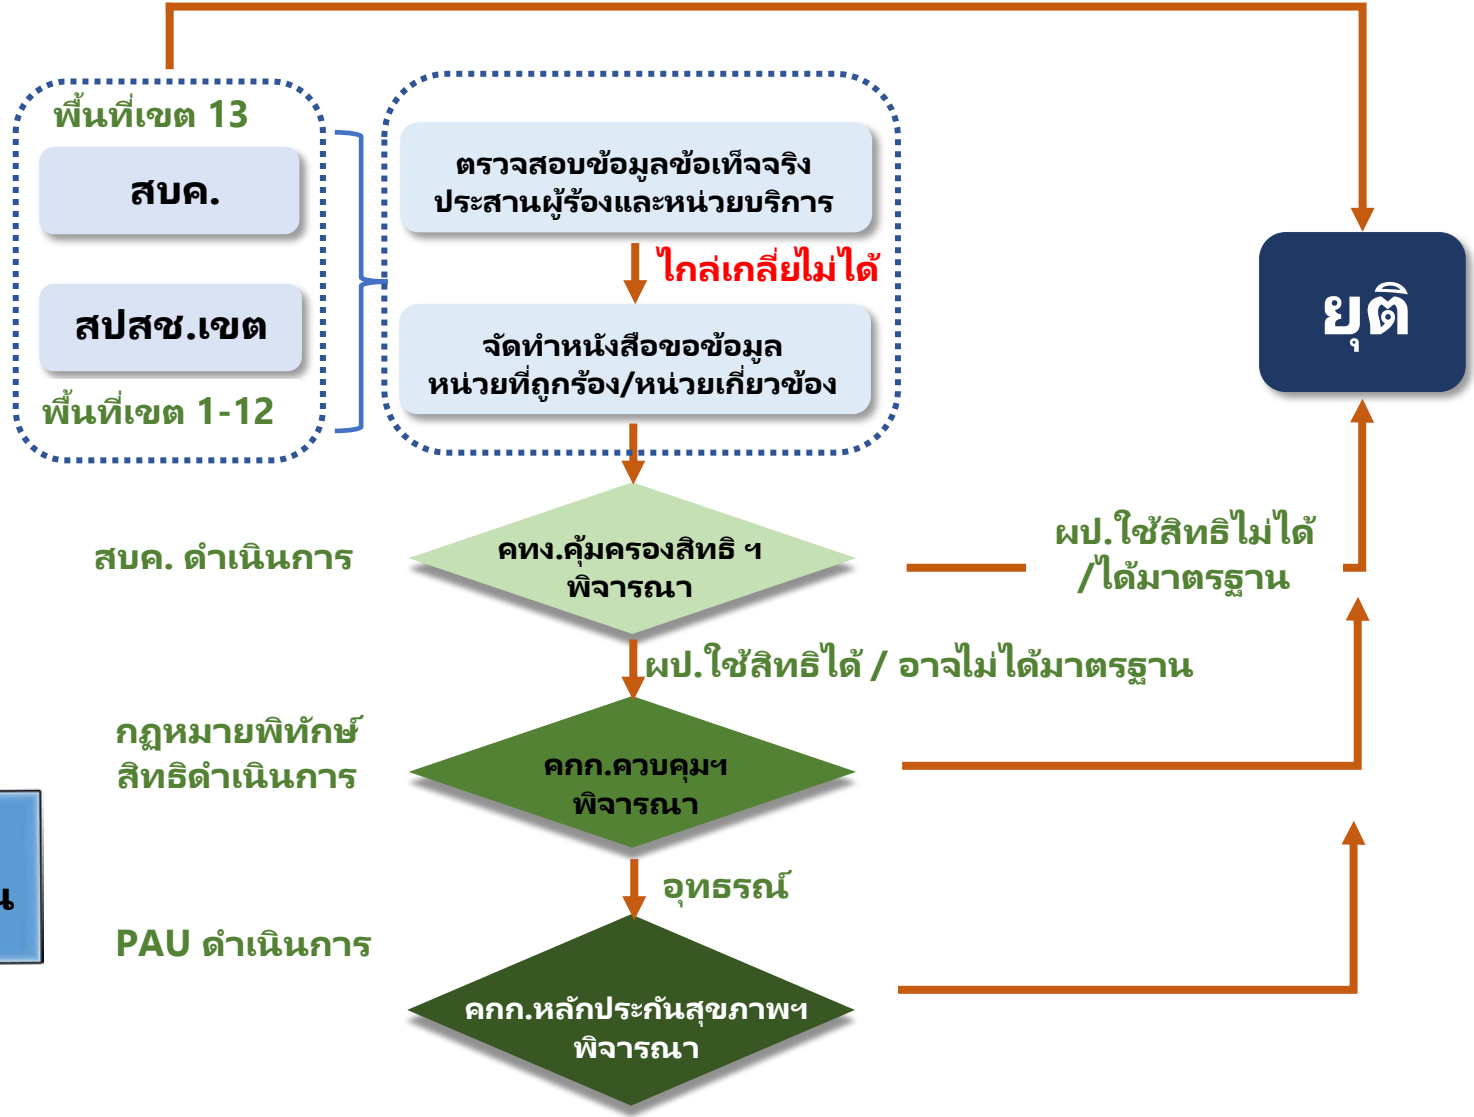 พื้นที่เขต 13
สบค.
สปสช.เขต
พื้นที่เขต 1-12
ตรวจสอบข้อมูลข้อเท็จจริง
ประสานผู้ร้องและหน่วยบริการ
ไกล่เกลี่ยไม่ได้
จัดทำหนังสือขอข้อมูล
หน่วยที่ถูกร้อง/หน่วยเกี่ยวข้อง
ยุติ
สบค. ดำเนินการ
คทง.คุ้มครองสิทธิ ฯ
พิจารณา
ผป.ใช้สิทธิไม่ได้
/ได้มาตรฐาน
ผป.ใช้สิทธิได้ / อาจไม่ได้มาตรฐาน
กฎหมายพิทักษ์
สิทธิดำเนินการ
คกก.ควบคุมฯ
พิจารณา
อุทธรณ์
PAU ดำเนินการ
คกก.หลักประกันสุขภาพฯ
พิจารณา